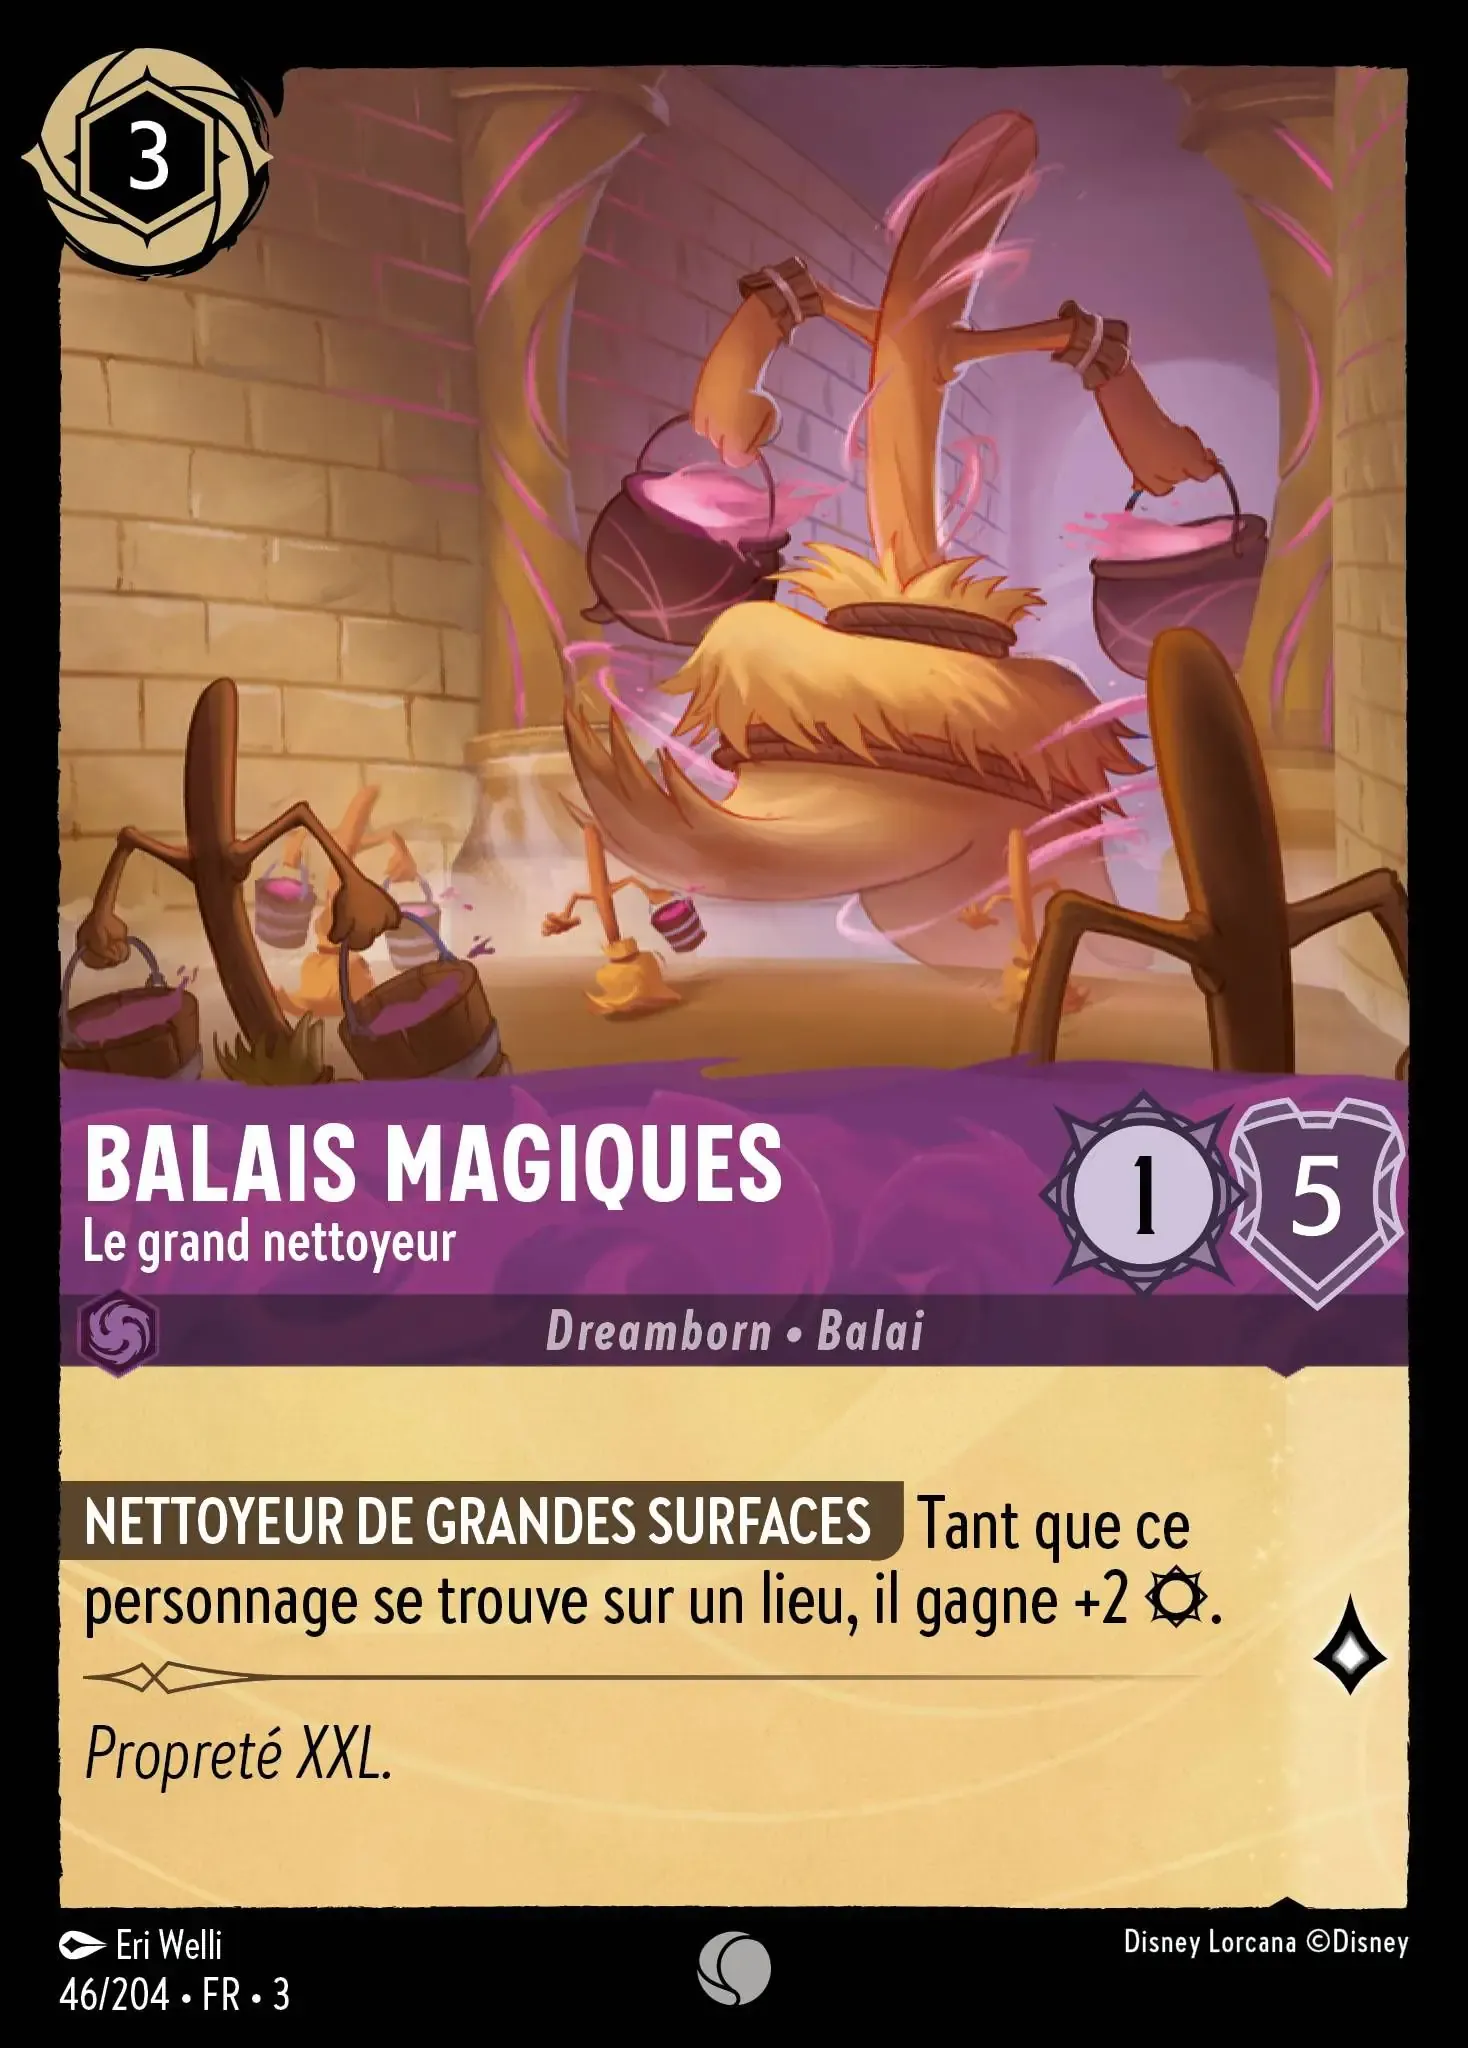 3
BALAIS MAGIQUES
Le grand nettoyeur
1
5
Dreamborn • Balai
NETTOYEUR DE GRANDES SURFACES Tant que ce
personnage se trouve sur un lieu, il gagne +2 .
Propreté XXL.
Eri Welli
Disney Lorcana ©Disney
46/204 • FR • 3